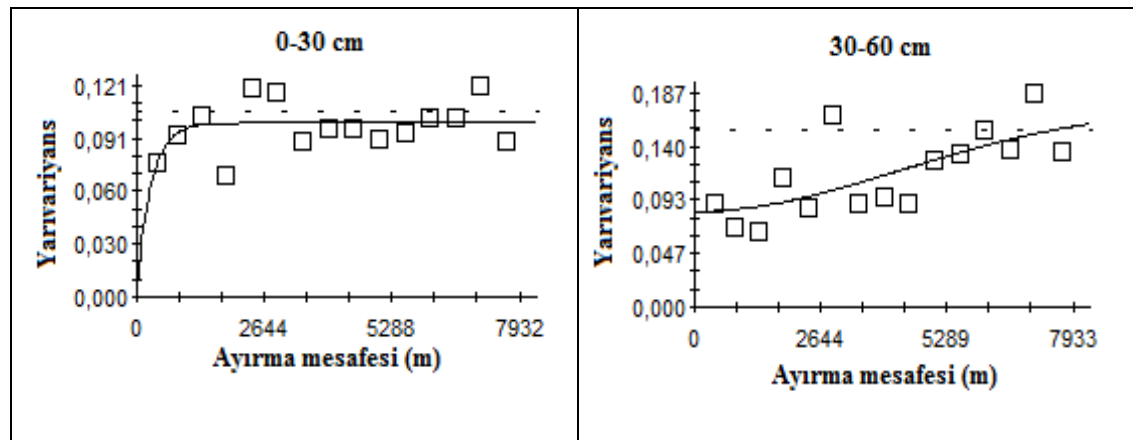 0-30 cm
Yarıvariyans
0,121
0,091
0,060
0,030
0,000
0 2644 5288 7932
Ayırma mesafesi (m)
30-60 cm
Yarıvariyans
0,187
0,140
0,093
0,047
0,000
0 2644 5289 7933
Ayırma mesafesi (m)